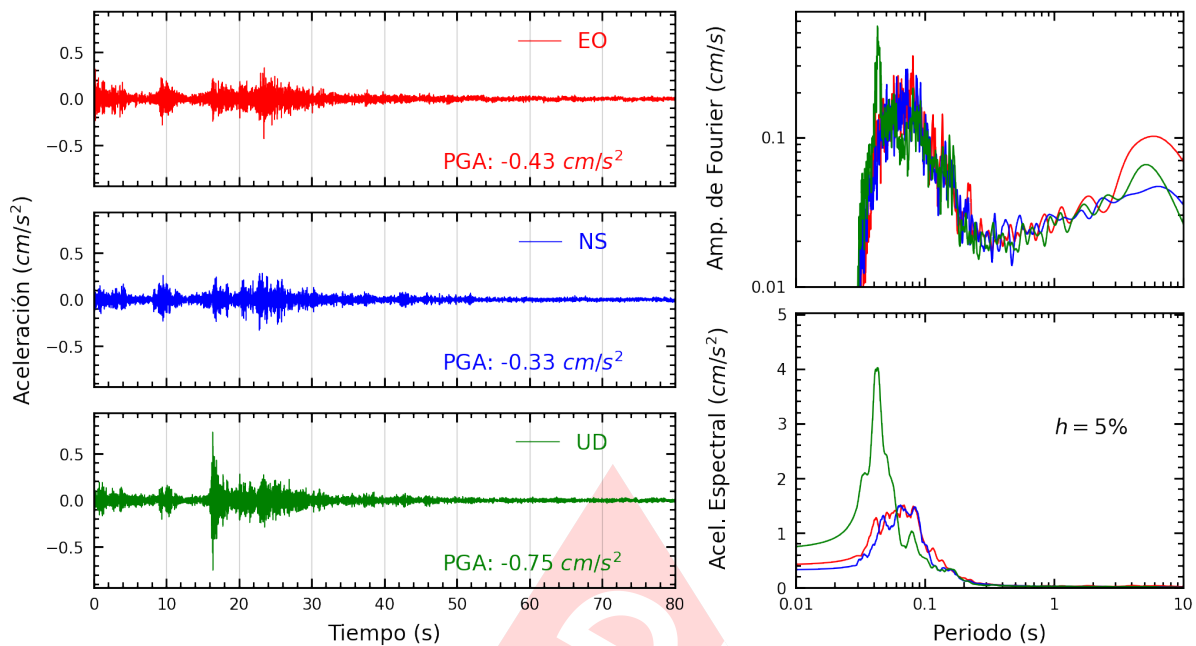 Aceleración (cm/s²)
0.5
0.0
−0.5
EO
PGA: -0.43 cm/s²
0.5
0.0
−0.5
NS
PGA: -0.33 cm/s²
0.5
0.0
−0.5
UD
PGA: -0.75 cm/s²
0 10 20 30 40 50 60 70 80
Tiempo (s)
Amp. de Fourier (cm/s)
0.1
0.01
Acel. Espectral (cm/s²)
5
4
3
2
1
0
h = 5%
0.01 0.1 1 10
Periodo (s)